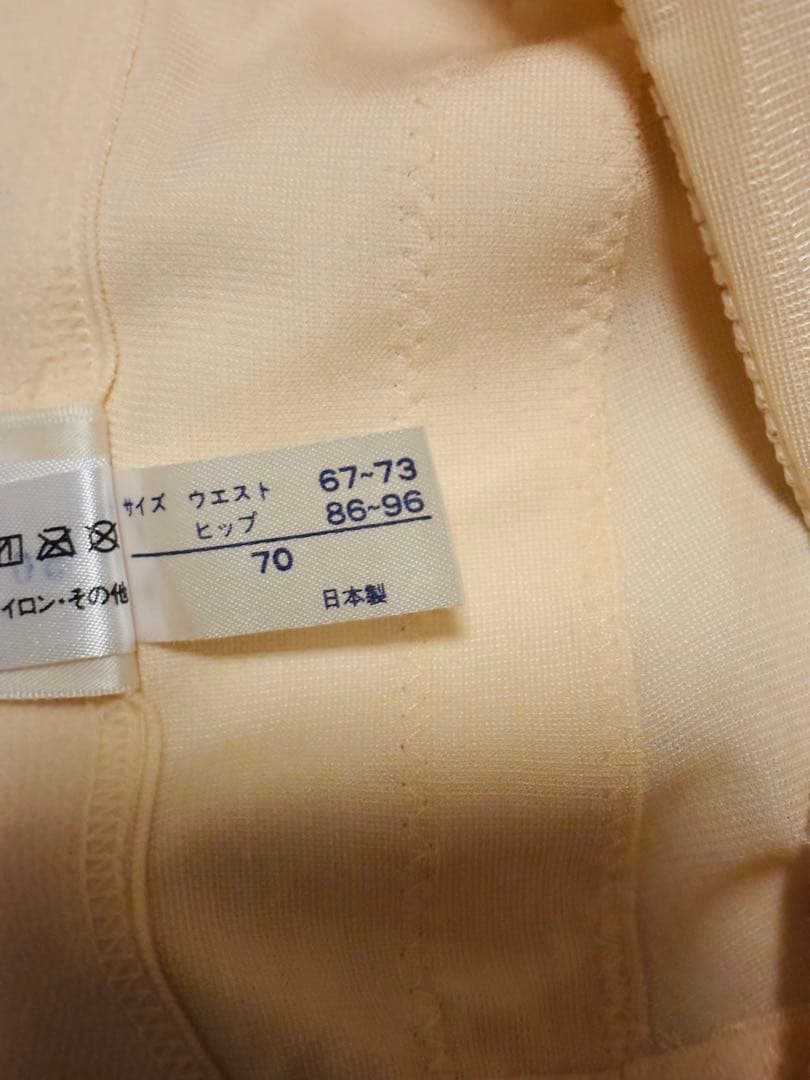 サイズ ウエスト 67~73
ヒップ 86~96
70
日本製
イロン・その他